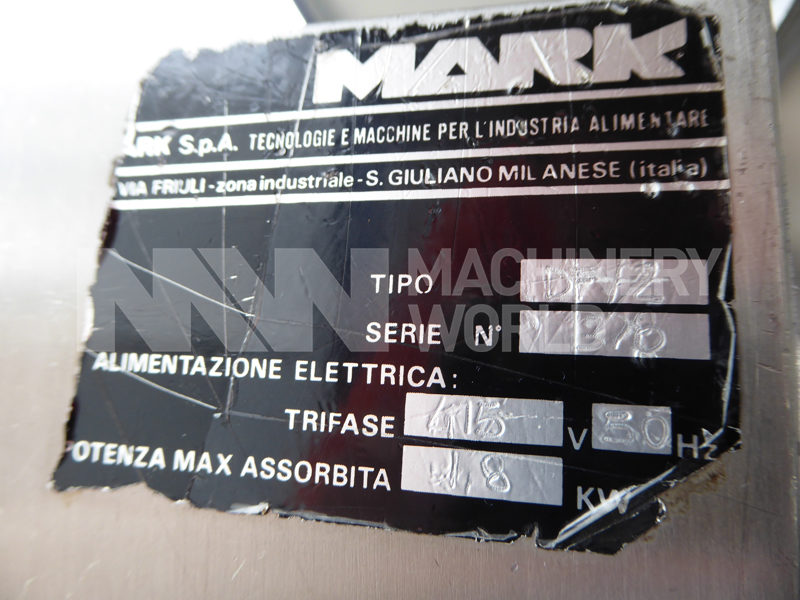 MARK
ARK S.p.A. TECNOLOGIE E MACCHINE PER L'INDUSTRIA ALIMENTARE
VIA FRIULI - zona industriale - S. GIULIANO MILANESE (italia)
MW MACHINERY WORLD
TIPO
SERIE N°
ALIMENTAZIONE ELETTRICA:
TRIFASE 415 V 50 Hz
OTENZA MAX ASSORBITA KW